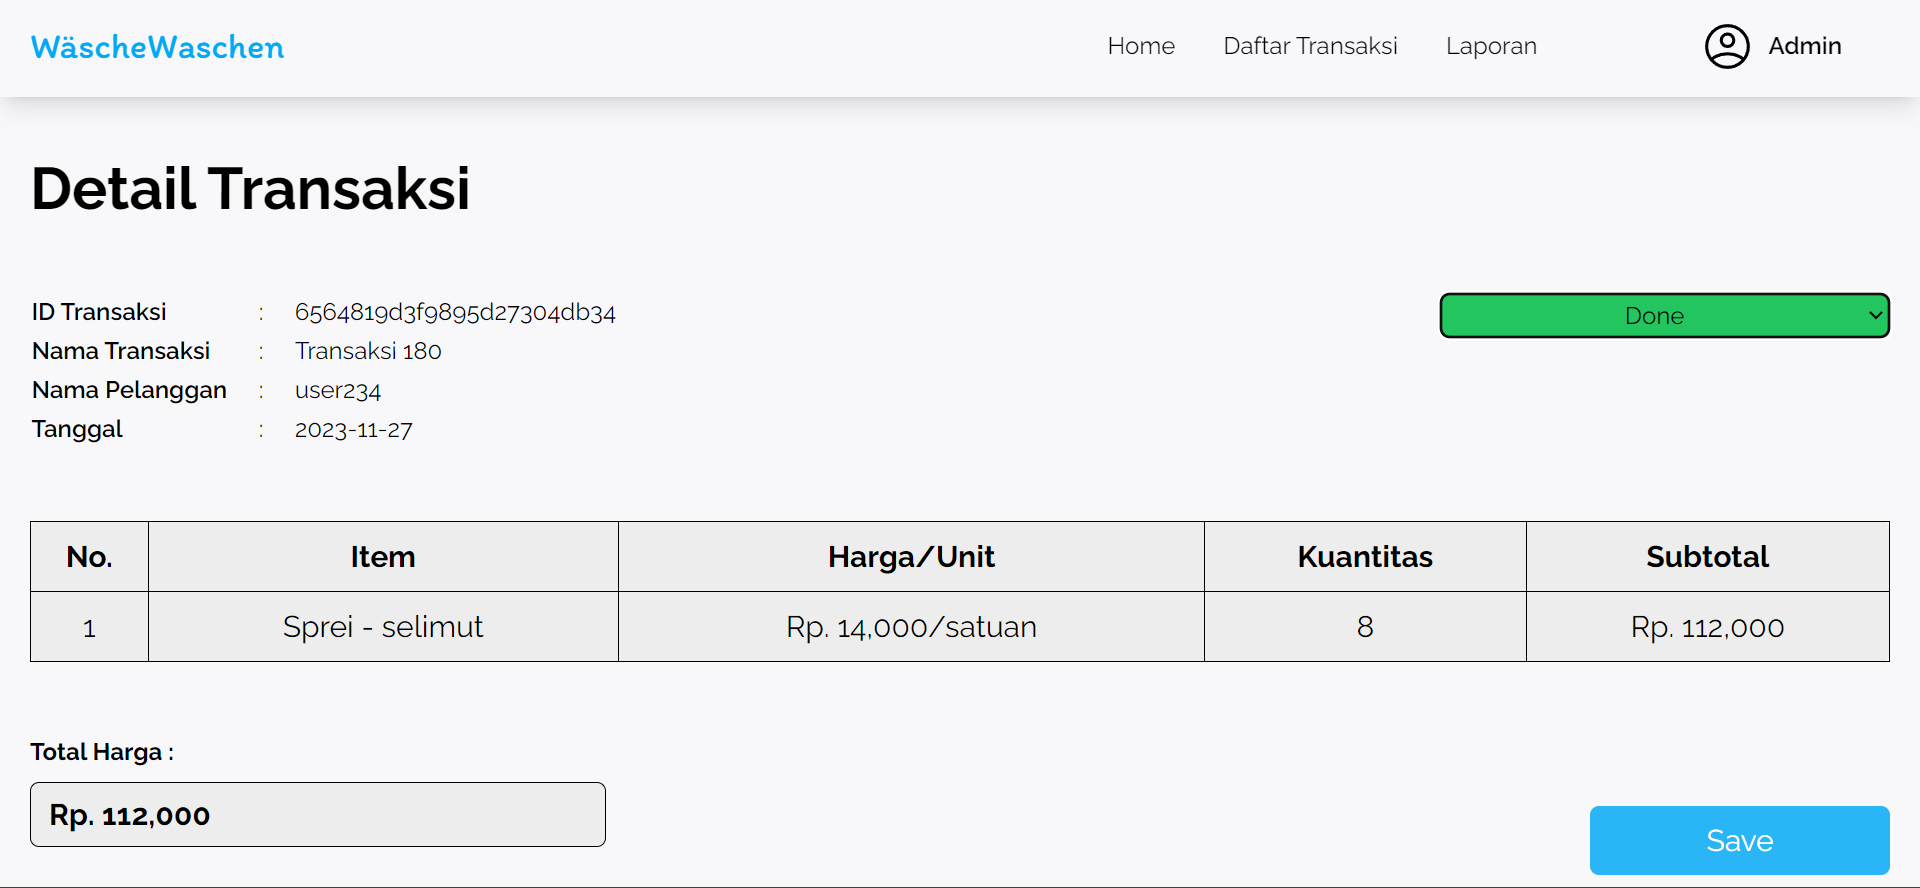 WäscheWaschen Home Daftar Transaksi Laporan Admin
Detail Transaksi
ID Transaksi : 6564819d3f9895d27304db34 Done
Nama Transaksi : Transaksi 180
Nama Pelanggan : user234
Tanggal : 2023-11-27
No. Item Harga/Unit Kuantitas Subtotal
1 Sprei - selimut Rp. 14,000/satuan 8 Rp. 112,000
Total Harga :
Rp. 112,000
Save